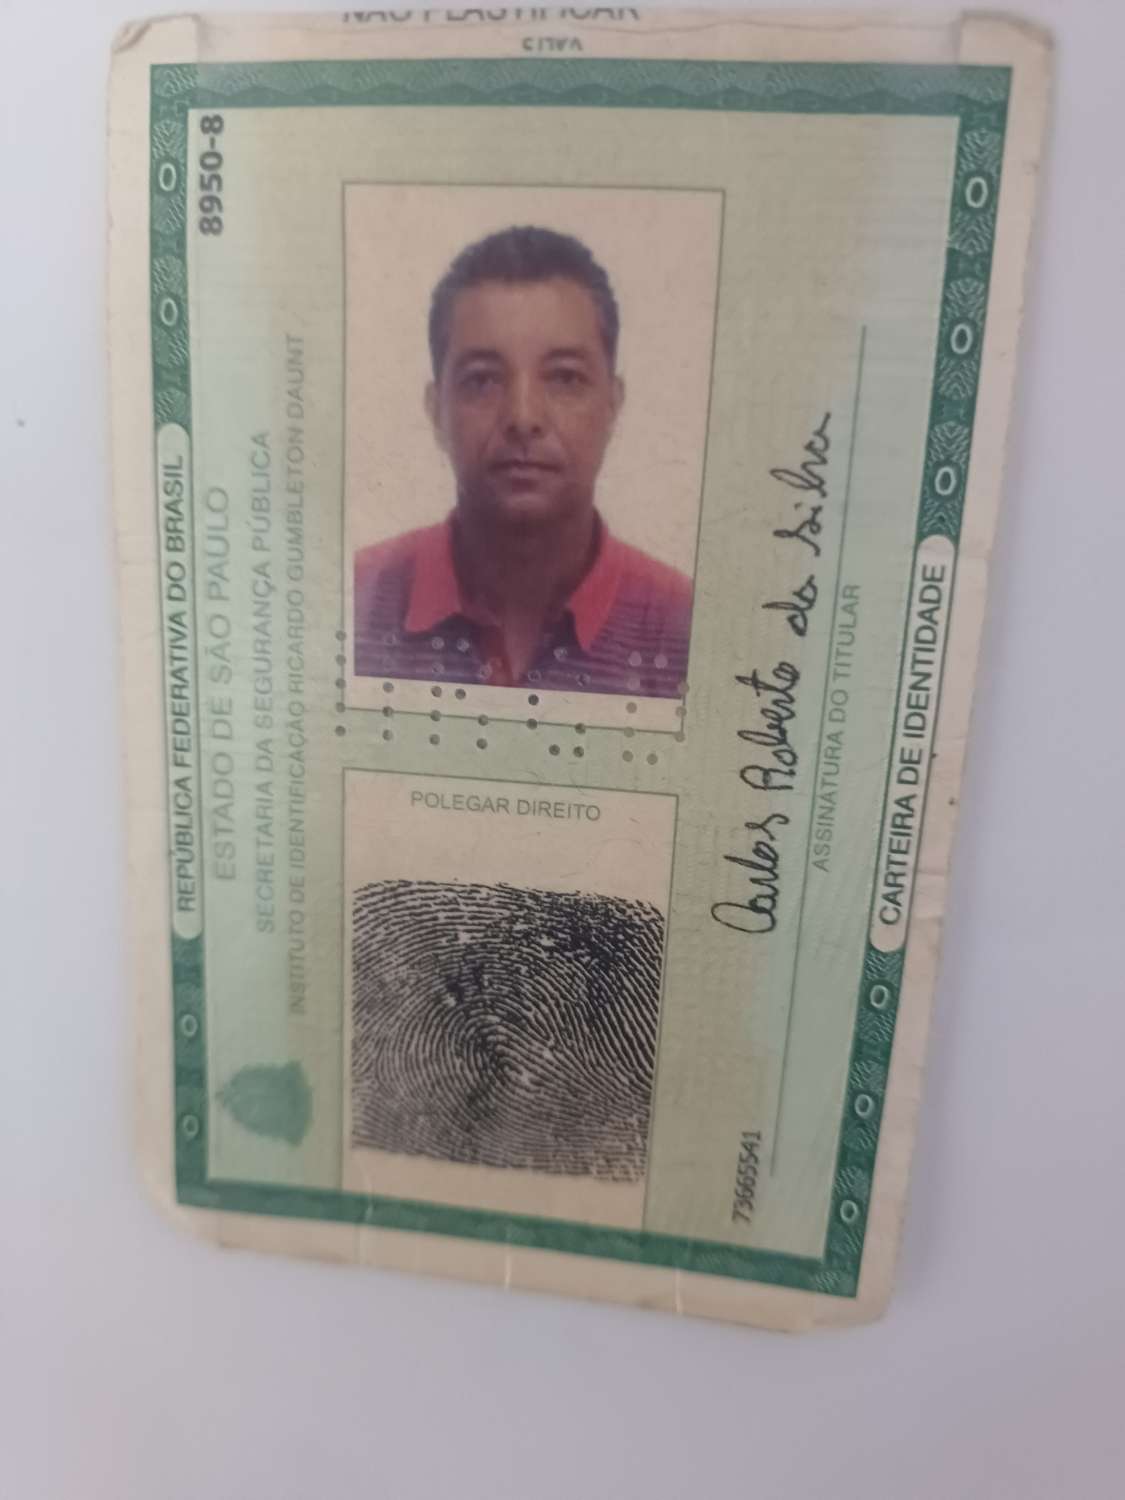 NÃO PLASTIFICAR
REPÚBLICA FEDERATIVA DO BRASIL
8950-8
ESTADO DE SÃO PAULO
SECRETARIA DA SEGURANÇA PÚBLICA
INSTITUTO DE IDENTIFICAÇÃO RICARDO GUMBLETON DAUNT
POLEGAR DIREITO
Carlos Roberto da Silva
73665541
ASSINATURA DO TITULAR
CARTEIRA DE IDENTIDADE